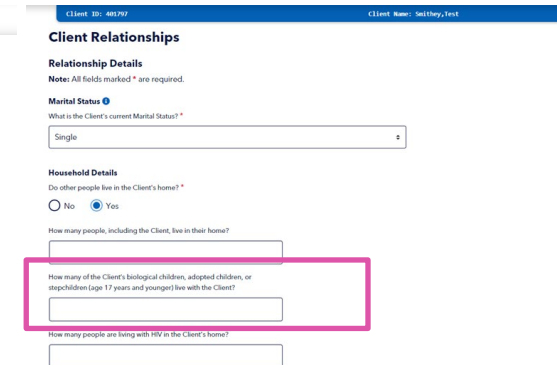 Client ID: 401797 Client Name: Smithey,Test
Client Relationships
Relationship Details
Note: All fields marked * are required.
Marital Status
What is the Client's current Marital Status? *
Single
Household Details
Do other people live in the Client's home? *
No Yes
How many people, including the Client, live in their home?
How many of the Client's biological children, adopted children, or
stepchildren (age 17 years and younger) live with the Client?
How many people are living with HIV in the Client's home?